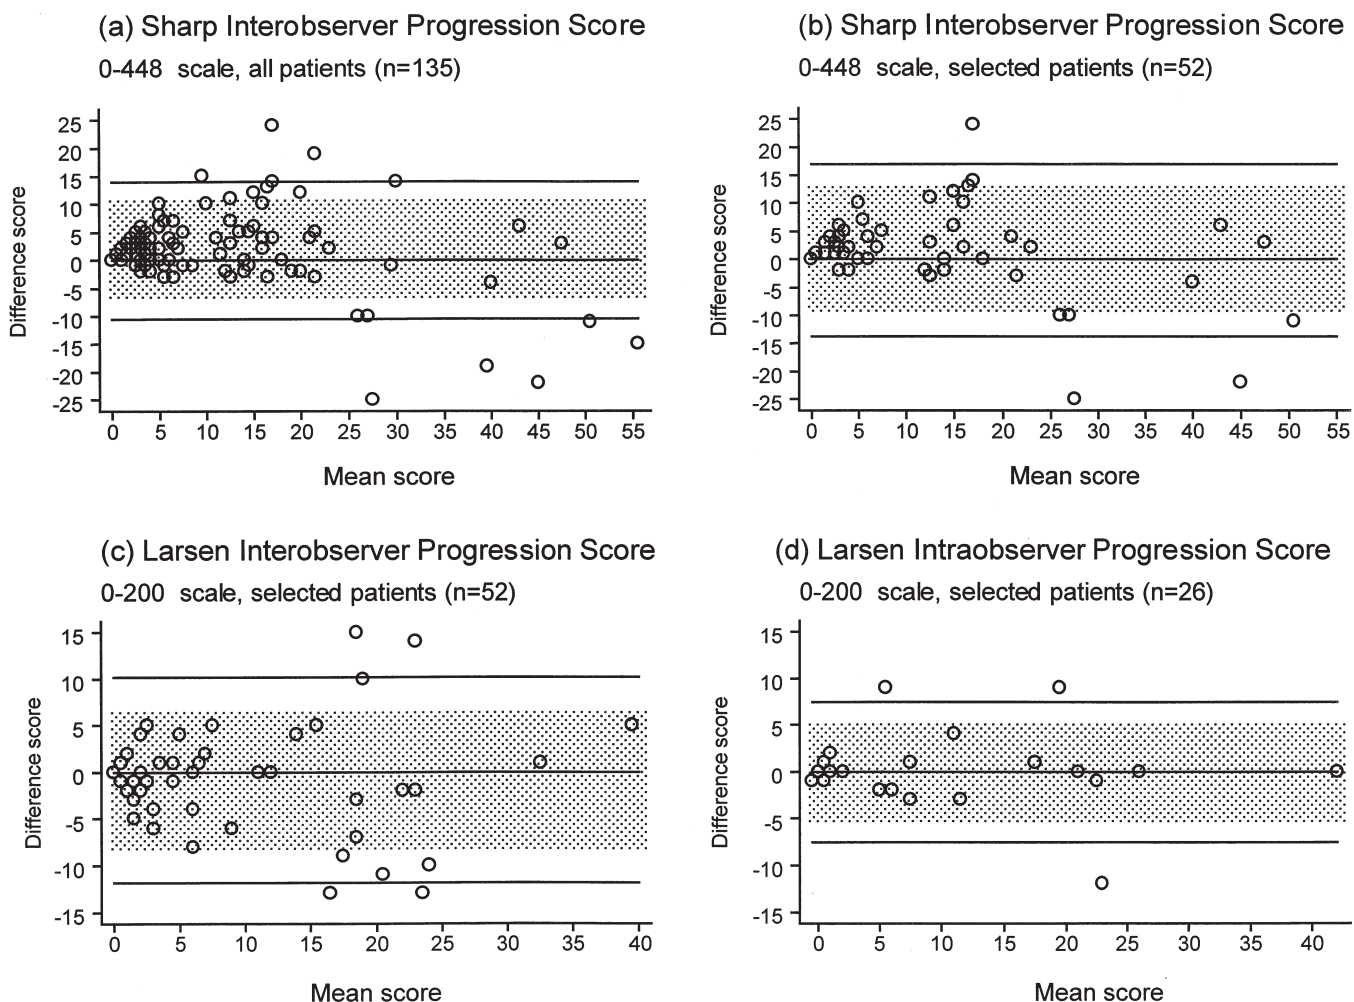 (a) Sharp Interobserver Progression Score
0-448 scale, all patients (n=135)
25
20
15
10
5
0
-5
-10
-15
-20
-25
Difference score
0 5 10 15 20 25 30 35 40 45 50 55
Mean score
(b) Sharp Interobserver Progression Score
0-448 scale, selected patients (n=52)
25
20
15
10
5
0
-5
-10
-15
-20
-25
Difference score
0 5 10 15 20 25 30 35 40 45 50 55
Mean score
(c) Larsen Interobserver Progression Score
0-200 scale, selected patients (n=52)
15
10
5
0
-5
-10
-15
Difference score
0 5 10 15 20 25 30 35 40
Mean score
(d) Larsen Intraobserver Progression Score
0-200 scale, selected patients (n=26)
15
10
5
0
-5
-10
-15
Difference score
0 5 10 15 20 25 30 35 40
Mean score